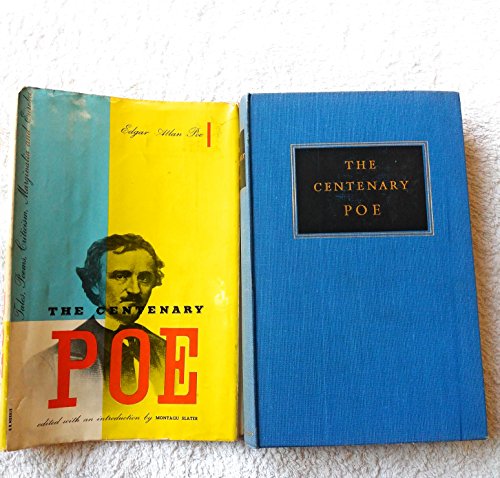 Edgar Allan Poe
Tales, Poems, Criticism, Marginalia and
THE CENTENARY
POE
edited with an introduction by MONTAGU SLATER
THE
CENTENARY
POE